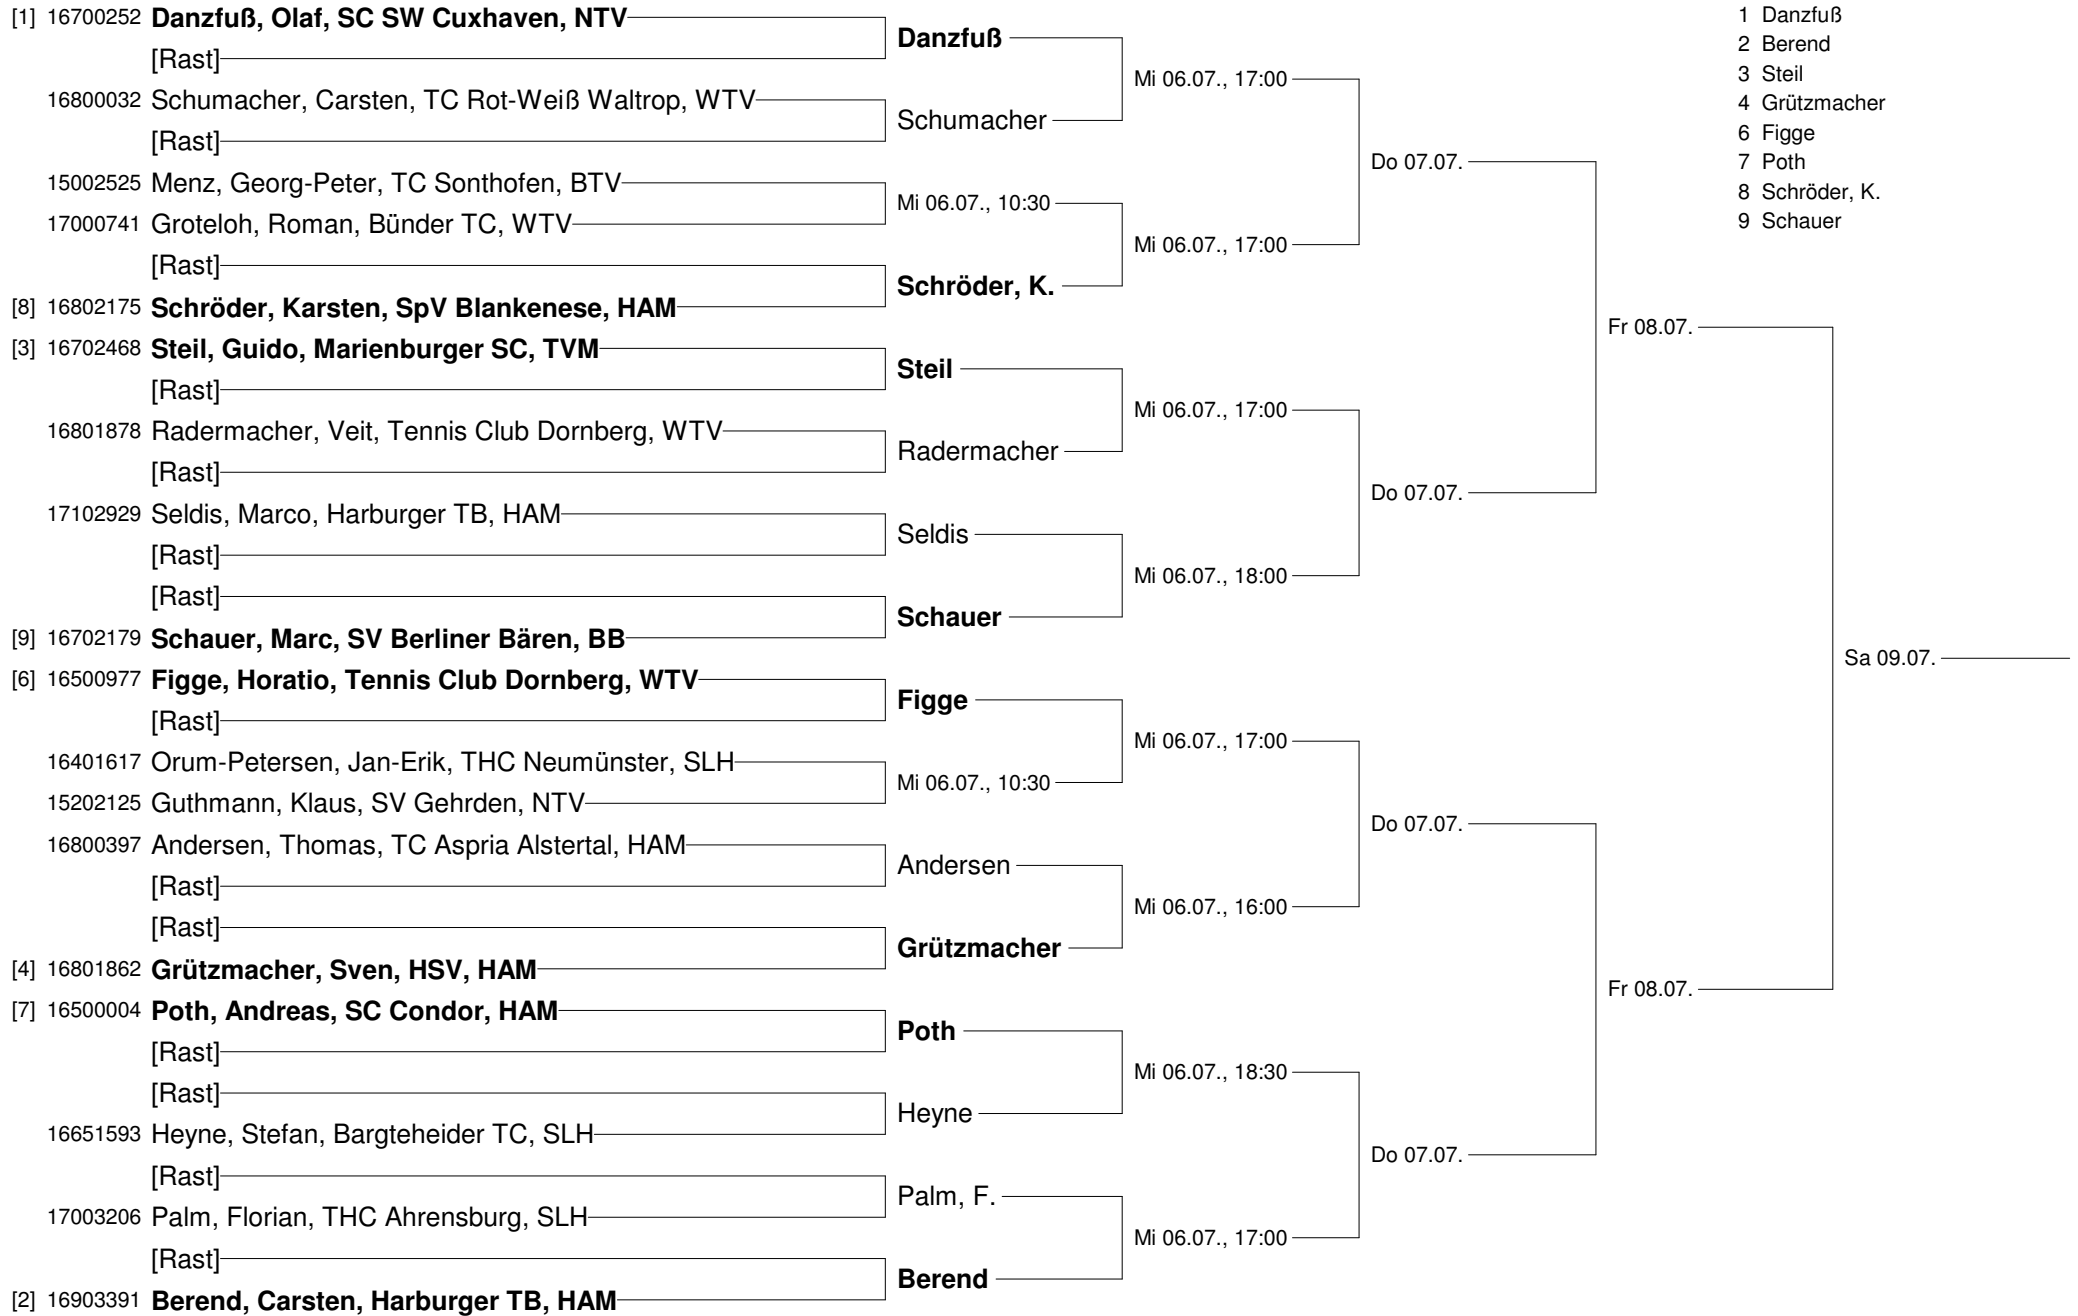 [1] 16700252 Danzfuß, Olaf, SC SW Cuxhaven, NTV
[Rast]
16800032 Schumacher, Carsten, TC Rot-Weiß Waltrop, WTV
[Rast]
15002525 Menz, Georg-Peter, TC Sonthofen, BTV
17000741 Groteloh, Roman, Bünder TC, WTV
[Rast]
[8] 16802175 Schröder, Karsten, SpV Blankenese, HAM
[3] 16702468 Steil, Guido, Marienburger SC, TVM
[Rast]
16801878 Radermacher, Veit, Tennis Club Dornberg, WTV
[Rast]
17102929 Seldis, Marco, Harburger TB, HAM
[Rast]
[Rast]
[9] 16702179 Schauer, Marc, SV Berliner Bären, BB
[6] 16500977 Figge, Horatio, Tennis Club Dornberg, WTV
[Rast]
16401617 Orum-Petersen, Jan-Erik, THC Neumünster, SLH
15202125 Guthmann, Klaus, SV Gehrden, NTV
16800397 Andersen, Thomas, TC Aspria Alstertal, HAM
[Rast]
[Rast]
[4] 16801862 Grützmacher, Sven, HSV, HAM
[7] 16500004 Poth, Andreas, SC Condor, HAM
[Rast]
[Rast]
16651593 Heyne, Stefan, Bargteheider TC, SLH
[Rast]
17003206 Palm, Florian, THC Ahrensburg, SLH
[Rast]
[2] 16903391 Berend, Carsten, Harburger TB, HAM
Danzfuß
Schumacher
Mi 06.07., 10:30
Schröder, K.
Steil
Radermacher
Seldis
Schauer
Figge
Mi 06.07., 10:30
Andersen
Grützmacher
Poth
Heyne
Palm, F.
Berend
Mi 06.07., 17:00
Mi 06.07., 17:00
Mi 06.07., 17:00
Mi 06.07., 18:00
Mi 06.07., 17:00
Mi 06.07., 16:00
Mi 06.07., 18:30
Mi 06.07., 17:00
Do 07.07.
Do 07.07.
Do 07.07.
Do 07.07.
Fr 08.07.
Fr 08.07.
Sa 09.07.
1 Danzfuß
2 Berend
3 Steil
4 Grützmacher
6 Figge
7 Poth
8 Schröder, K.
9 Schauer